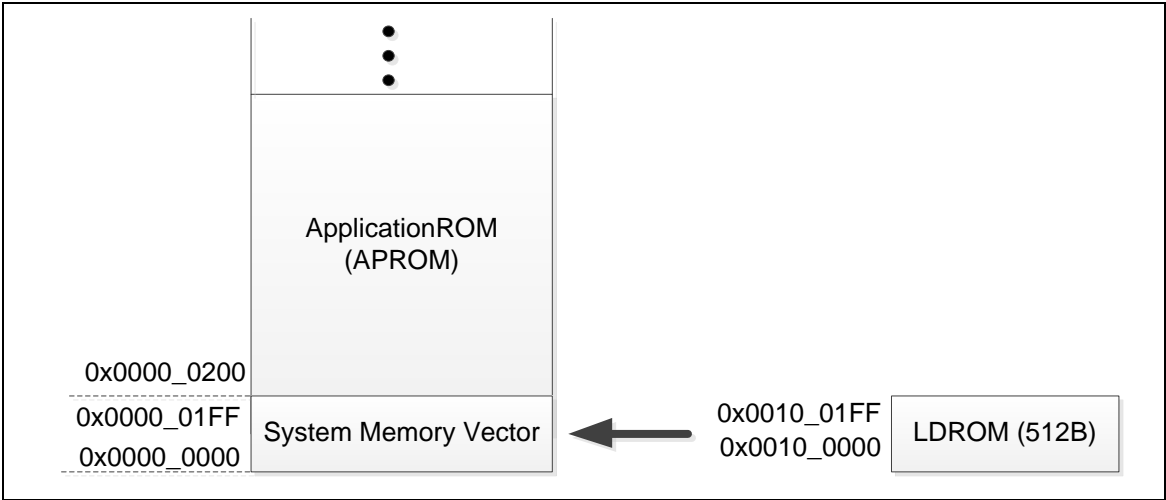 ApplicationROM
(APROM)
0x0000_0200
0x0000_01FF
System Memory Vector
0x0000_0000
0x0010_01FF
0x0010_0000
LDROM (512B)